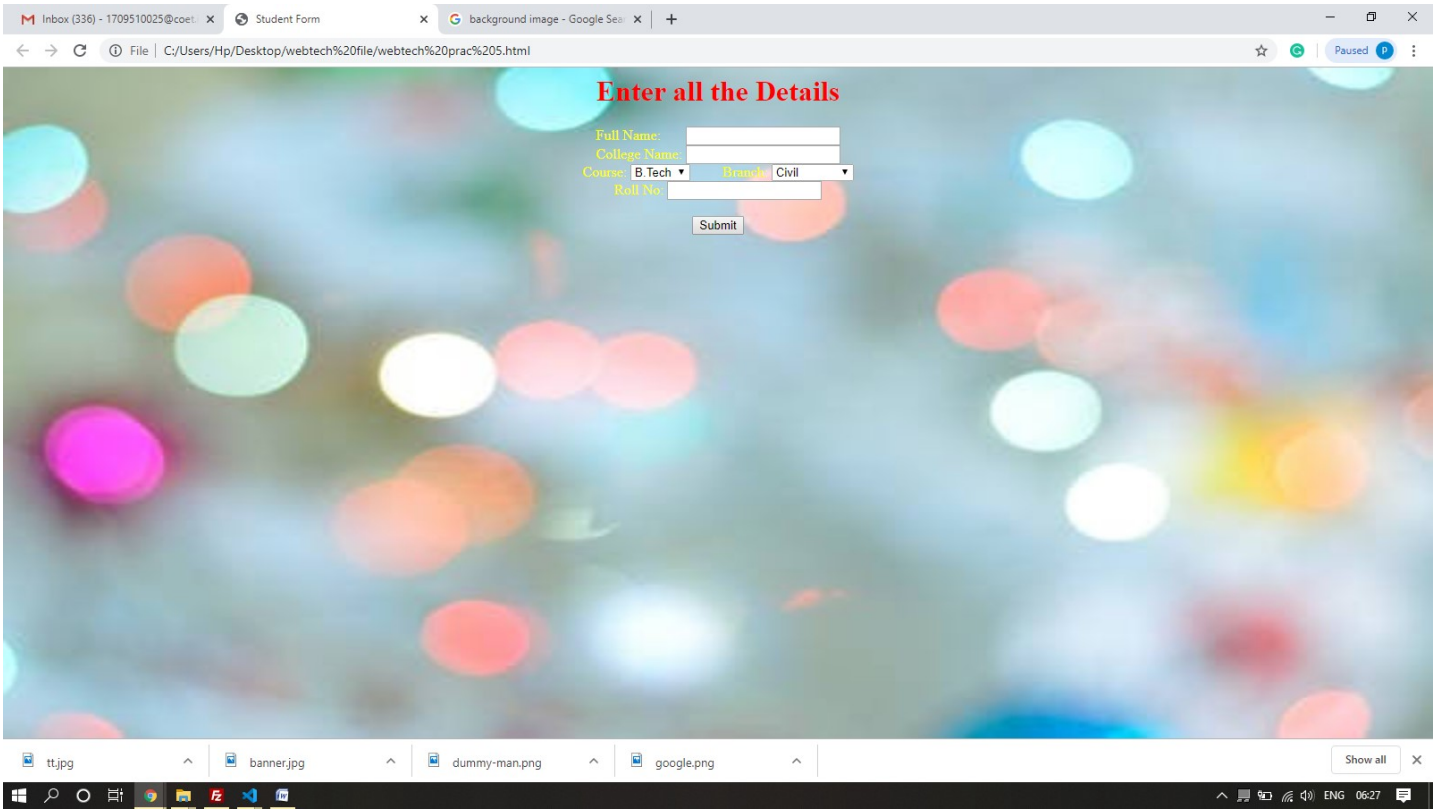 Inbox (336) - 1709510025@coet.
Student Form
background image - Google Sea
File | C:/Users/Hp/Desktop/webtech%20file/webtech%20prac%205.html
Paused P
Enter all the Details
Full Name:
College Name:
Course: B.Tech Branch: Civil
Roll No:
Submit
tt.jpg
banner.jpg
dummy-man.png
google.png
Show all
ENG 06:27